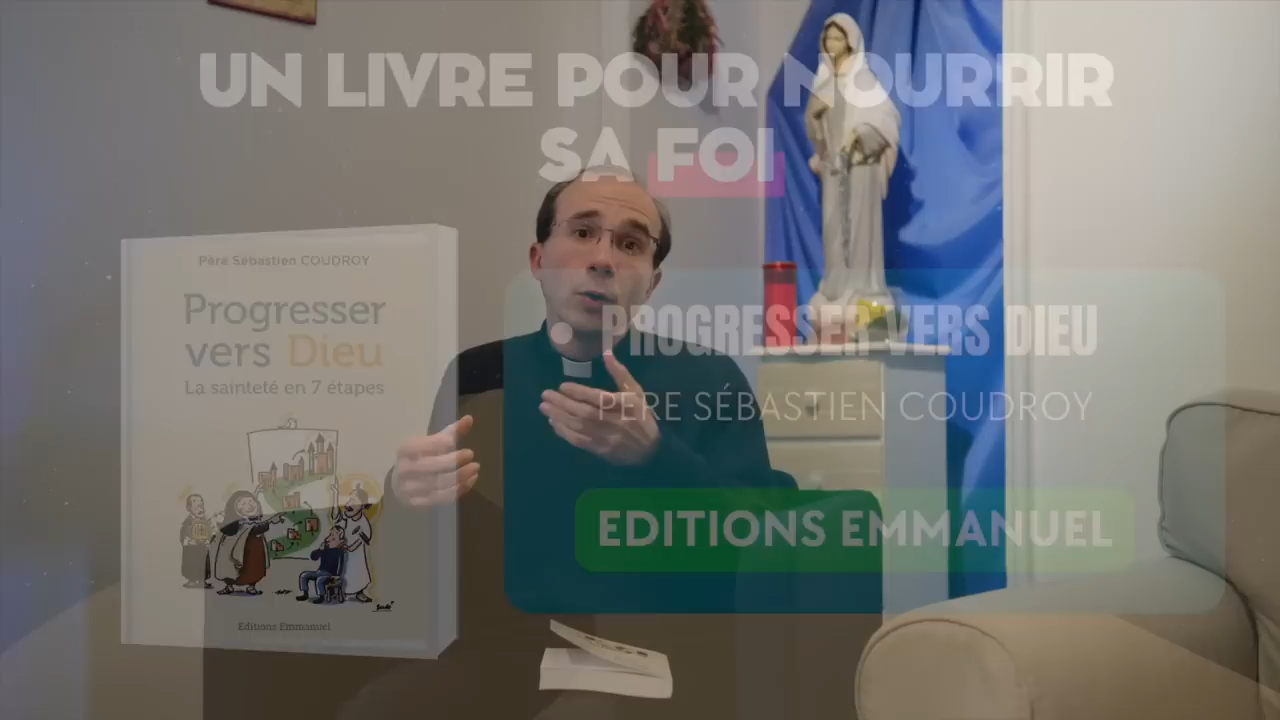 UN LIVRE POUR NOURRIR
SA FOI
Père Sébastien COUDROY
Progresser
vers Dieu
La sainteté en 7 étapes
Editions Emmanuel
• PROGRESSER VERS DIEU
PÈRE SÉBASTIEN COUDROY
EDITIONS EMMANUEL